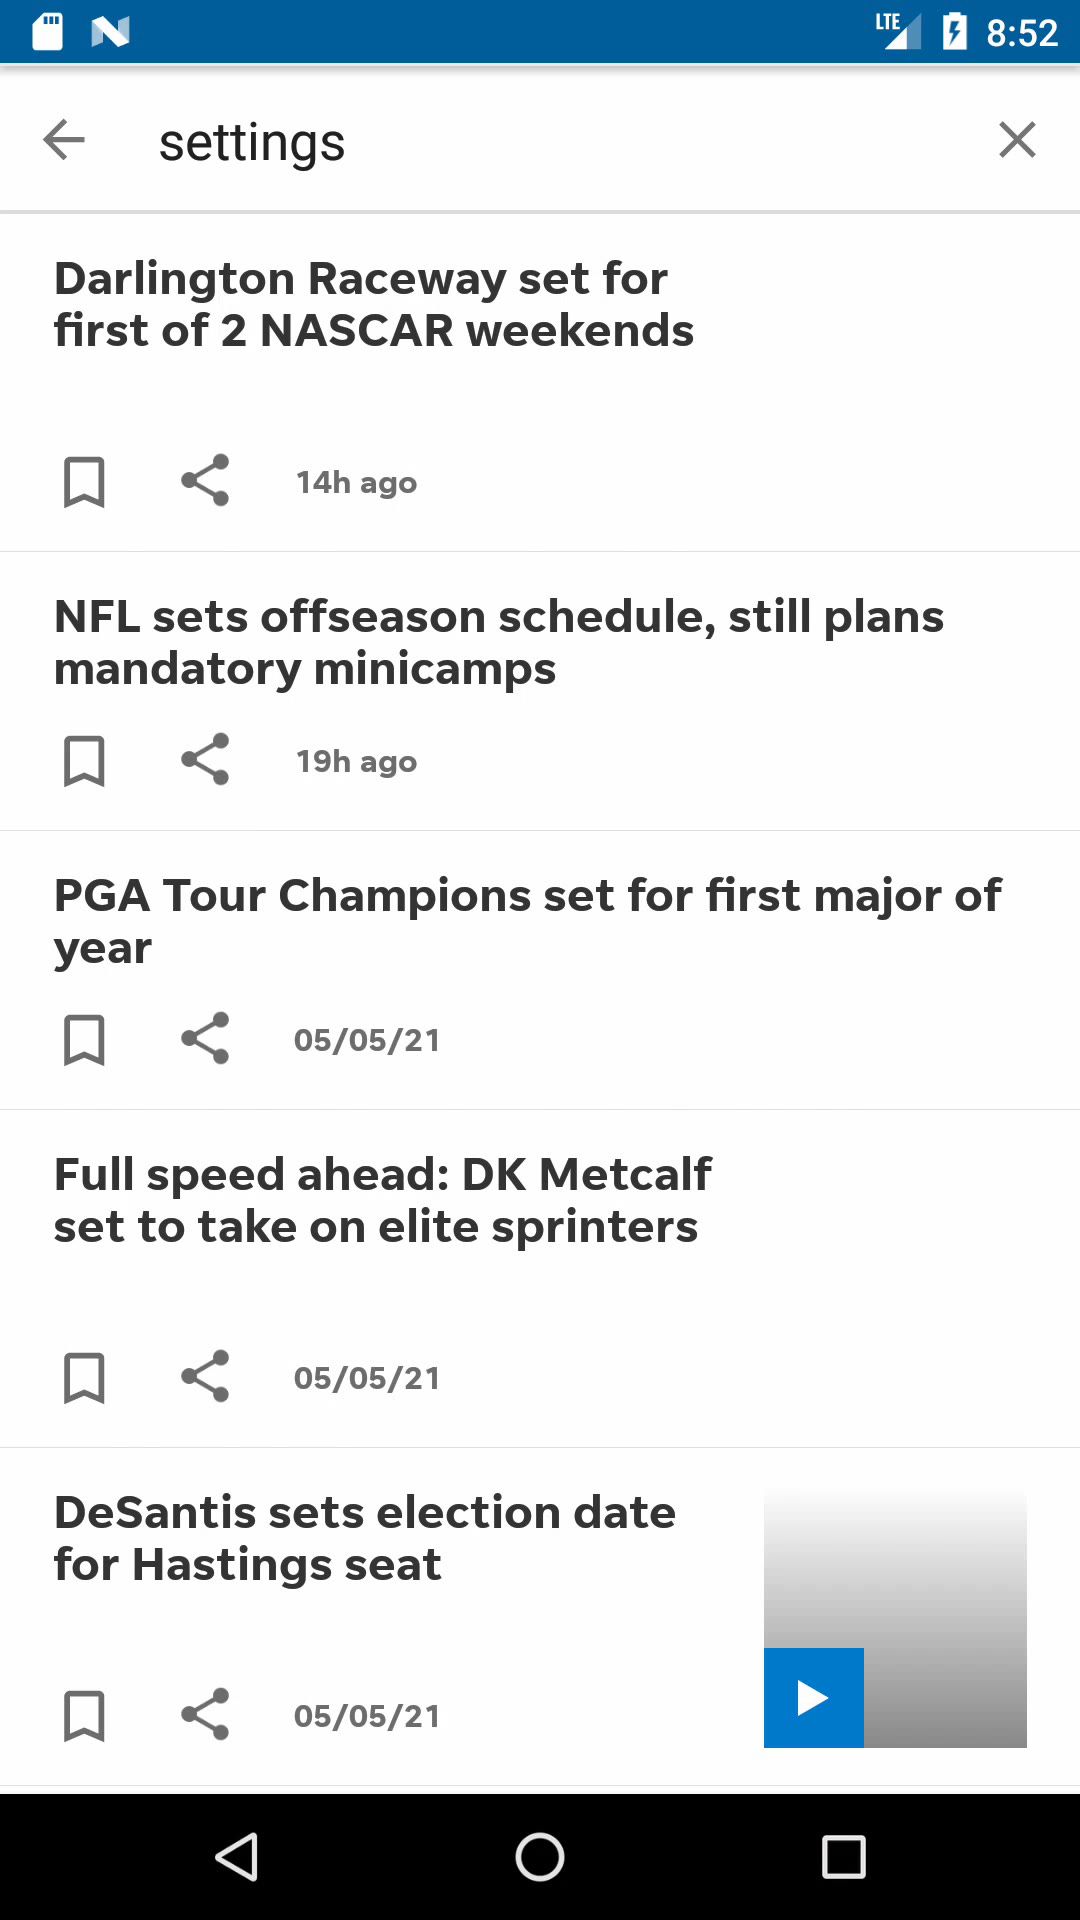 LTE 8:52
settings
Darlington Raceway set for
first of 2 NASCAR weekends
14h ago
NFL sets offseason schedule, still plans
mandatory minicamps
19h ago
PGA Tour Champions set for first major of
year
05/05/21
Full speed ahead: DK Metcalf
set to take on elite sprinters
05/05/21
DeSantis sets election date
for Hastings seat
05/05/21